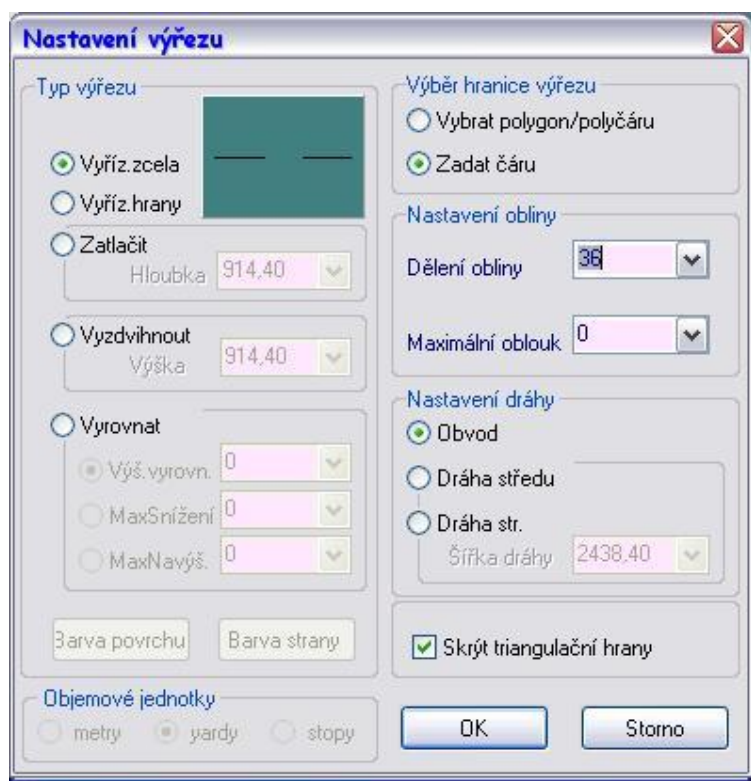 Nastavení výřezu
Typ výřezu
Vyříz.zcela
Vyříz.hrany
Zatlačit
Hloubka 914,40
Vyzdvihnout
Výška 914,40
Vyrovnat
Výš.vyrovn. 0
MaxSnížení 0
MaxNavýš. 0
Barva povrchu Barva strany
Objemové jednotky
metry yardy stopy
Výběr hranice výřezu
Vybrat polygon/polyčáru
Zadat čáru
Nastavení obliny
Dělení obliny 36
Maximální oblouk 0
Nastavení dráhy
Obvod
Dráha středu
Dráha str.
Šířka dráhy 2438,40
Skrýt triangulační hrany
OK Storno